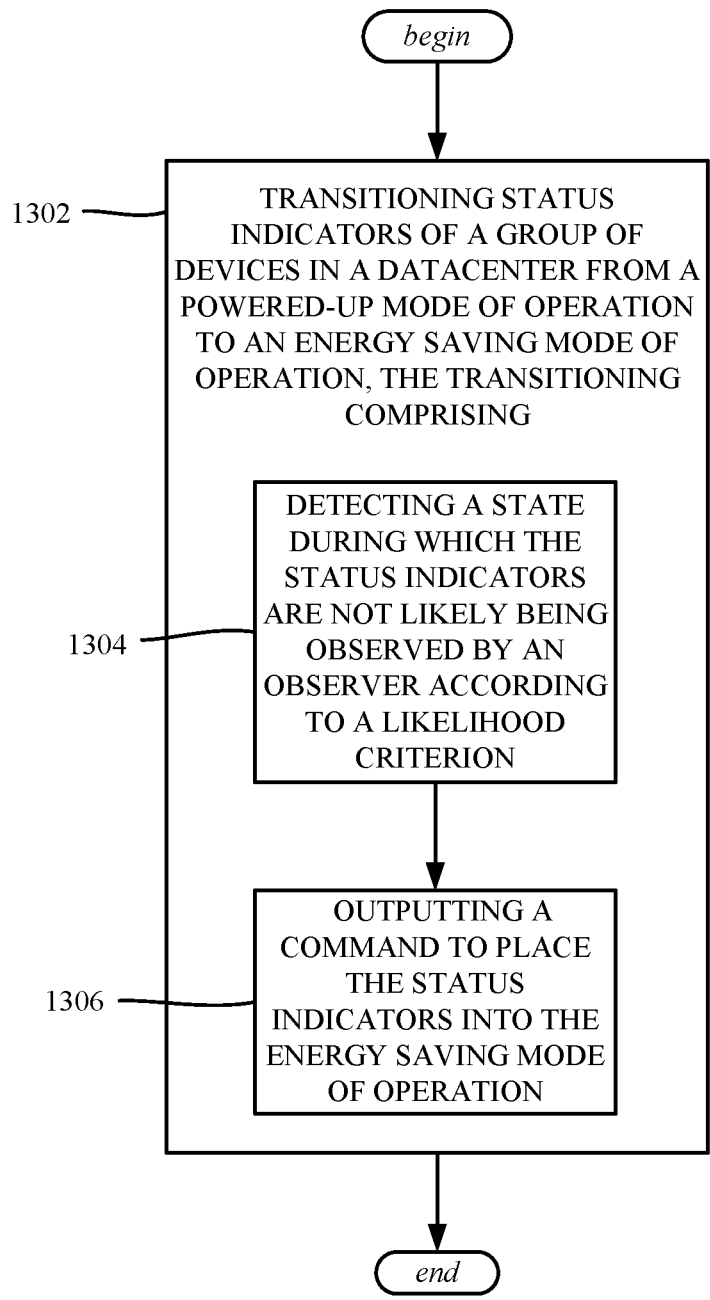 begin
1302
TRANSITIONING STATUS
INDICATORS OF A GROUP OF
DEVICES IN A DATACENTER FROM A
POWERED-UP MODE OF OPERATION
TO AN ENERGY SAVING MODE OF
OPERATION, THE TRANSITIONING
COMPRISING
1304
DETECTING A STATE
DURING WHICH THE
STATUS INDICATORS
ARE NOT LIKELY BEING
OBSERVED BY AN
OBSERVER ACCORDING
TO A LIKELIHOOD
CRITERION
1306
OUTPUTTING A
COMMAND TO PLACE
THE STATUS
INDICATORS INTO THE
ENERGY SAVING MODE
OF OPERATION
end